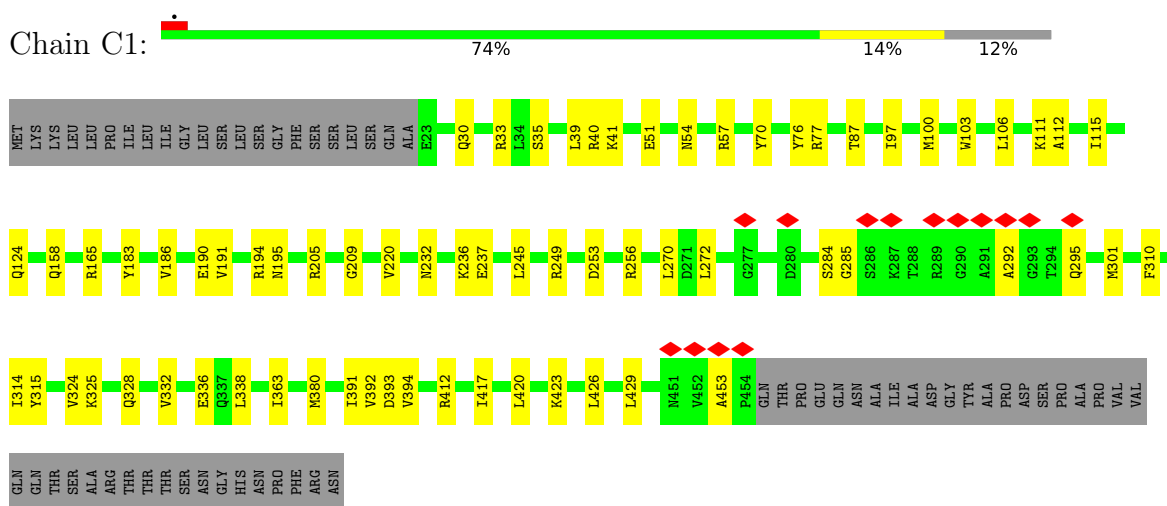 Chain C1:
74% 14% 12%
MET LYS LYS LEU LEU PRO ILE LEU ILE GLY LEU SER LEU SER GLY PHE SER SER LEU SER GLN ALA E23 Q30 R33 L34 S35 L39 R40 K41 E51 N54 R57 Y70 Y76 R77 T87 I97 M100 W103 L106 K111 A112 I115
Q124 Q158 R165 Y183 V186 E190 V191 R194 N195 R205 G209 V220 N232 K236 E237 L245 R249 D253 R256 L270 D271 L272 G277 D280 S284 G285 S286 K287 T288 R289 G290 A291 A292 G293 T294 Q295 M301 F310
I314 Y315 V324 K325 Q328 V332 E336 Q337 L338 I363 M380 I391 V392 D393 V394 R412 I417 L420 K423 L426 L429 N451 V452 A453 P454 GLN THR PRO GLU GLN ASN ALA ILE ALA ASP GLY TYR ALA PRO ASP SER PRO ALA PRO VAL VAL
GLN GLN THR SER ALA ARG THR THR THR SER ASN GLY HIS ASN PRO PHE ARG ASN